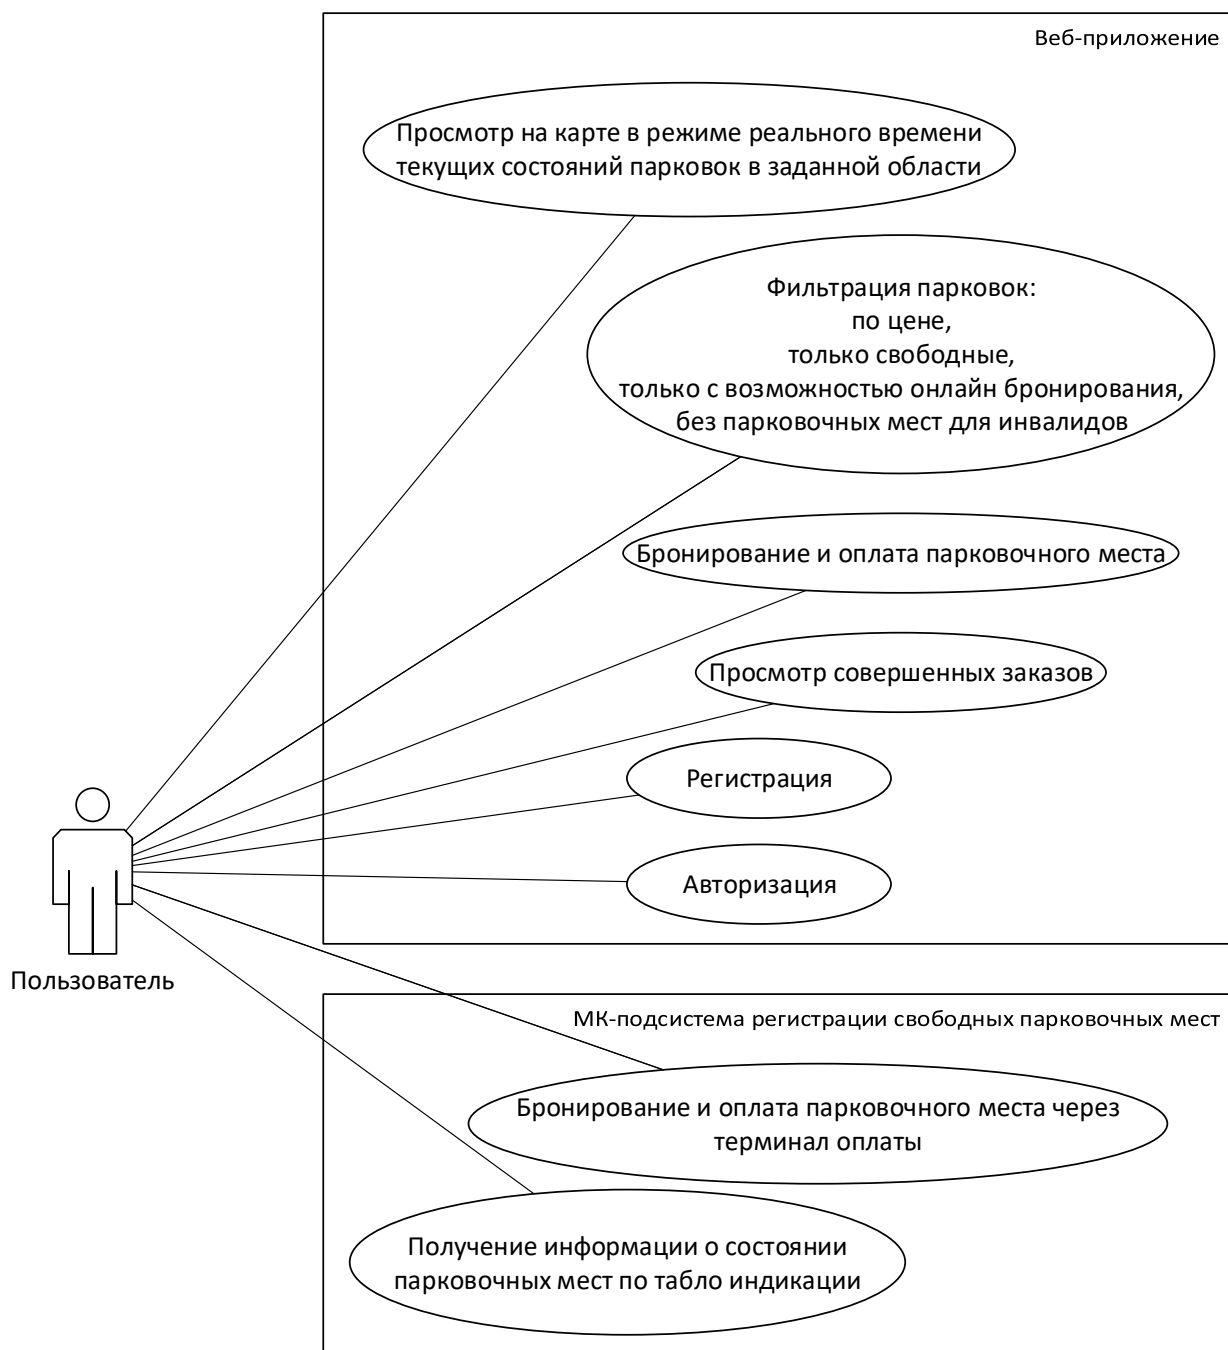 Веб-приложение
Просмотр на карте в режиме реального времени
текущих состояний парковок в заданной области
Фильтрация парковок:
по цене,
только свободные,
только с возможностью онлайн бронирования,
без парковочных мест для инвалидов
Бронирование и оплата парковочного места
Просмотр совершенных заказов
Регистрация
Авторизация
Пользователь
МК-подсистема регистрации свободных парковочных мест
Бронирование и оплата парковочного места через
терминал оплаты
Получение информации о состоянии
парковочных мест по табло индикации